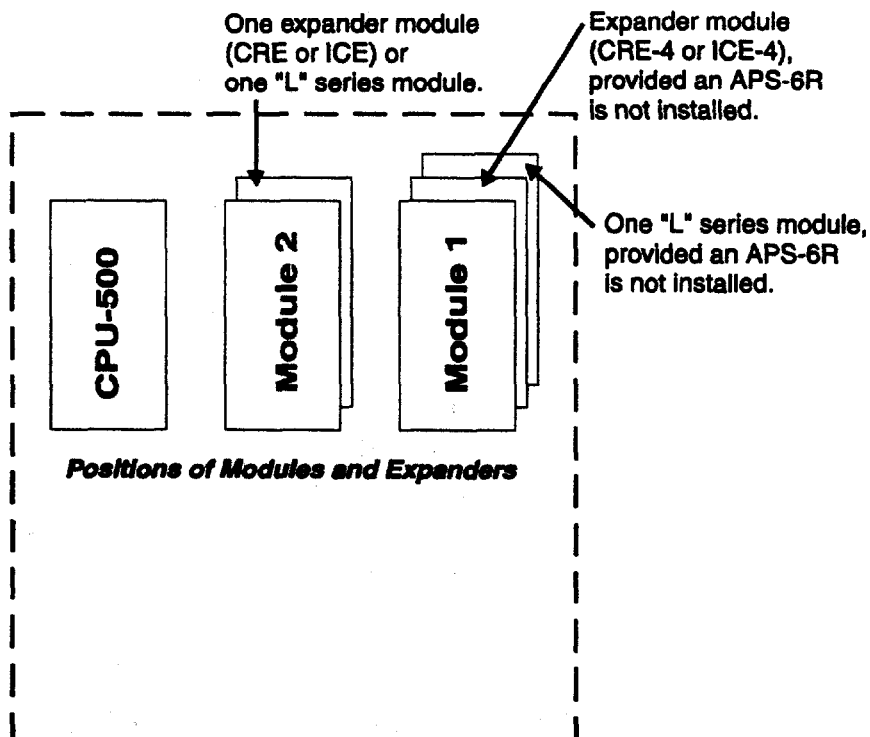 One expander module
(CRE or ICE) or
one "L" series module.
Expander module
(CRE-4 or ICE-4),
provided an APS-6R
is not installed.
One "L" series module,
provided an APS-6R
is not installed.
CPU-500
Module 2
Module 1
Positions of Modules and Expanders